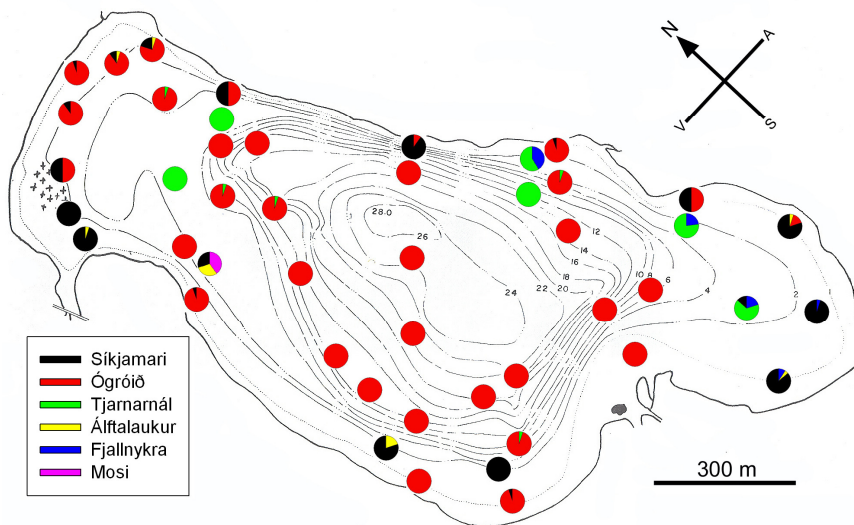 N
A
V
S
28.0
26
24
22
20
18
16
14
12
10
8
6
4
2
1
Síkjamari
Ógróið
Tjarnarnál
Álftalaukur
Fjallnykra
Mosi
300 m